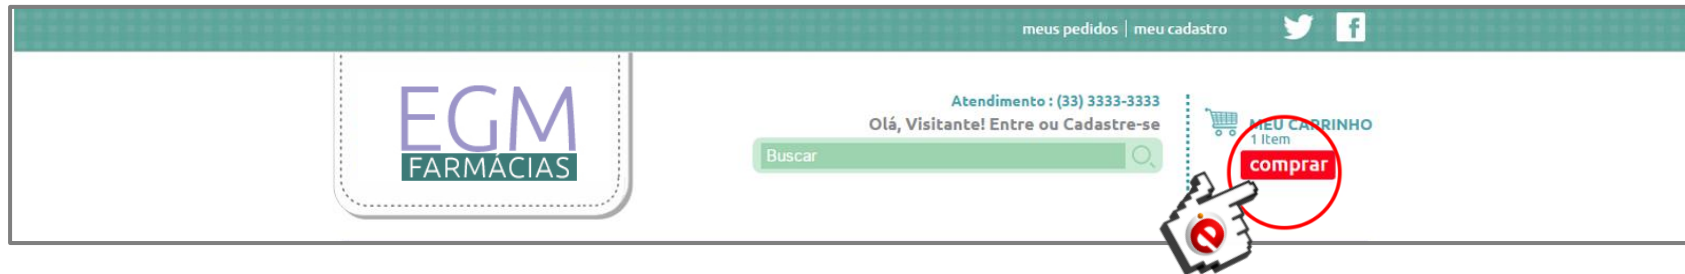 meus pedidos | meu cadastro
EGM
FARMÁCIAS
Atendimento : (33) 3333-3333
Olá, Visitante! Entre ou Cadastre-se
Buscar
MEU CARRINHO
1 Item
comprar